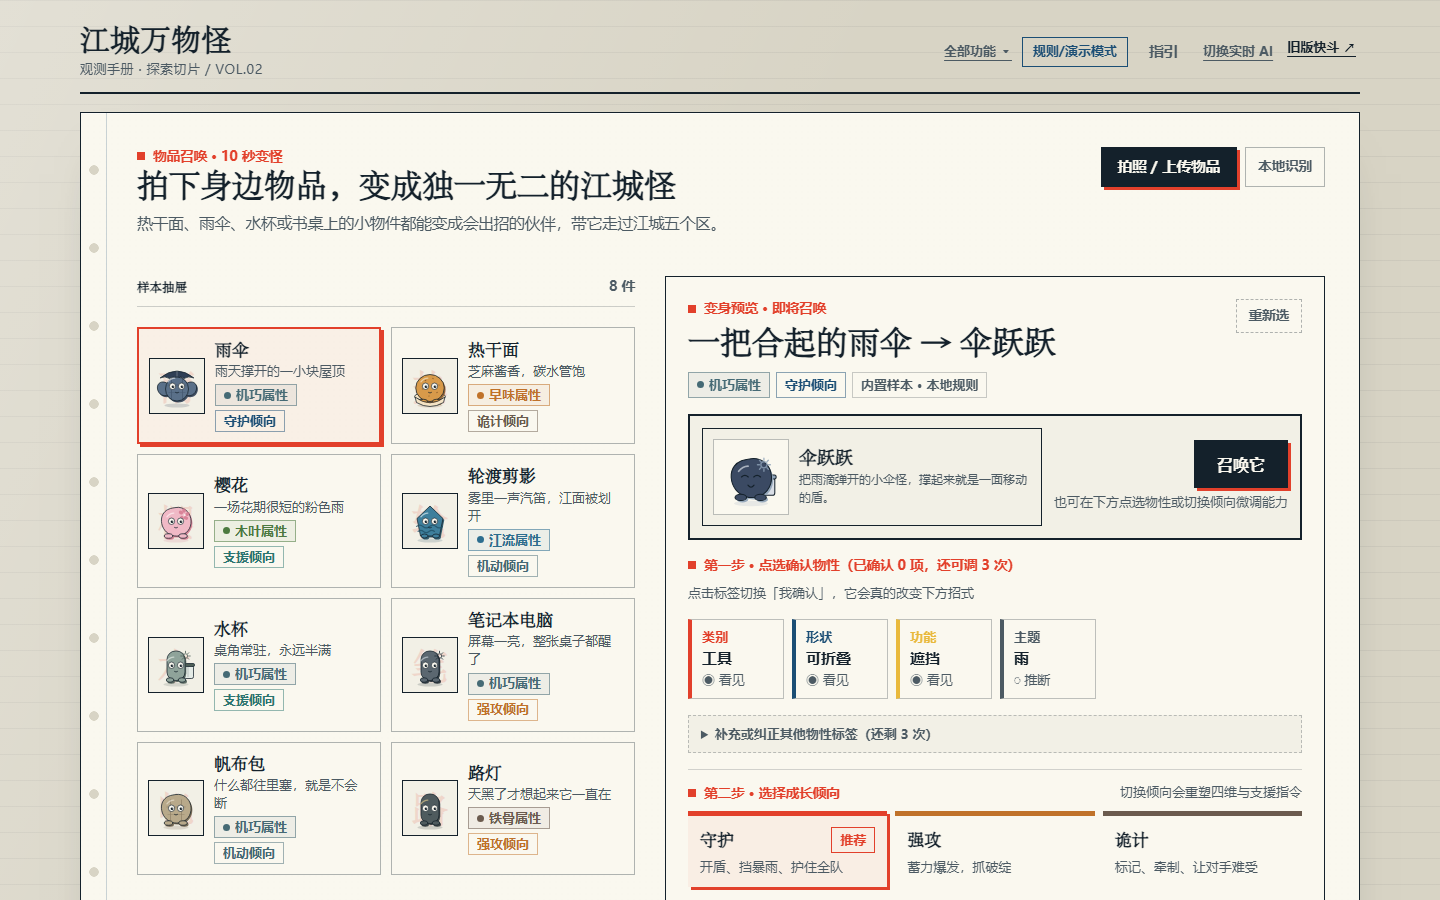 江城万物怪
观测手册 · 探索切片 / VOL.02
全部功能
规则/演示模式
指引
切换实时 AI
旧版快斗 ↗
物品召唤 • 10 秒变怪
拍下身边物品，变成独一无二的江城怪
热干面、雨伞、水杯或书桌上的小物件都能变成会出招的伙伴，带它走过江城五个区。
拍照 / 上传物品
本地识别
样本抽屉
8 件
雨伞
雨天撑开的一小块屋顶
机巧属性
守护倾向
热干面
芝麻酱香，碳水管饱
早味属性
诡计倾向
樱花
一场花期很短的粉色雨
木叶属性
支援倾向
轮渡剪影
雾里一声汽笛，江面被划
开
江流属性
机动倾向
水杯
桌角常驻，永远半满
机巧属性
支援倾向
笔记本电脑
屏幕一亮，整张桌子都醒
了
机巧属性
强攻倾向
帆布包
什么都往里塞，就是不会
断
机巧属性
机动倾向
路灯
天黑了才想起来它一直在
铁骨属性
强攻倾向
变身预览 • 即将召唤
重新选
一把合起的雨伞 → 伞跃跃
机巧属性
守护倾向
内置样本 • 本地规则
伞跃跃
把雨滴弹开的小伞怪，撑起来就是一面移动
的盾。
召唤它
也可在下方点选物性或切换倾向微调能力
第一步 • 点选确认物性（已确认 0 项，还可调 3 次）
点击标签切换「我确认」，它会真的改变下方招式
类别
工具
◉ 看见
形状
可折叠
◉ 看见
功能
遮挡
◉ 看见
主题
雨
○ 推断
▶ 补充或纠正其他物性标签（还剩 3 次）
第二步 • 选择成长倾向
切换倾向会重塑四维与支援指令
守护
推荐
开盾、挡暴雨、护住全队
强攻
蓄力爆发，抓破绽
诡计
标记、牵制、让对手难受